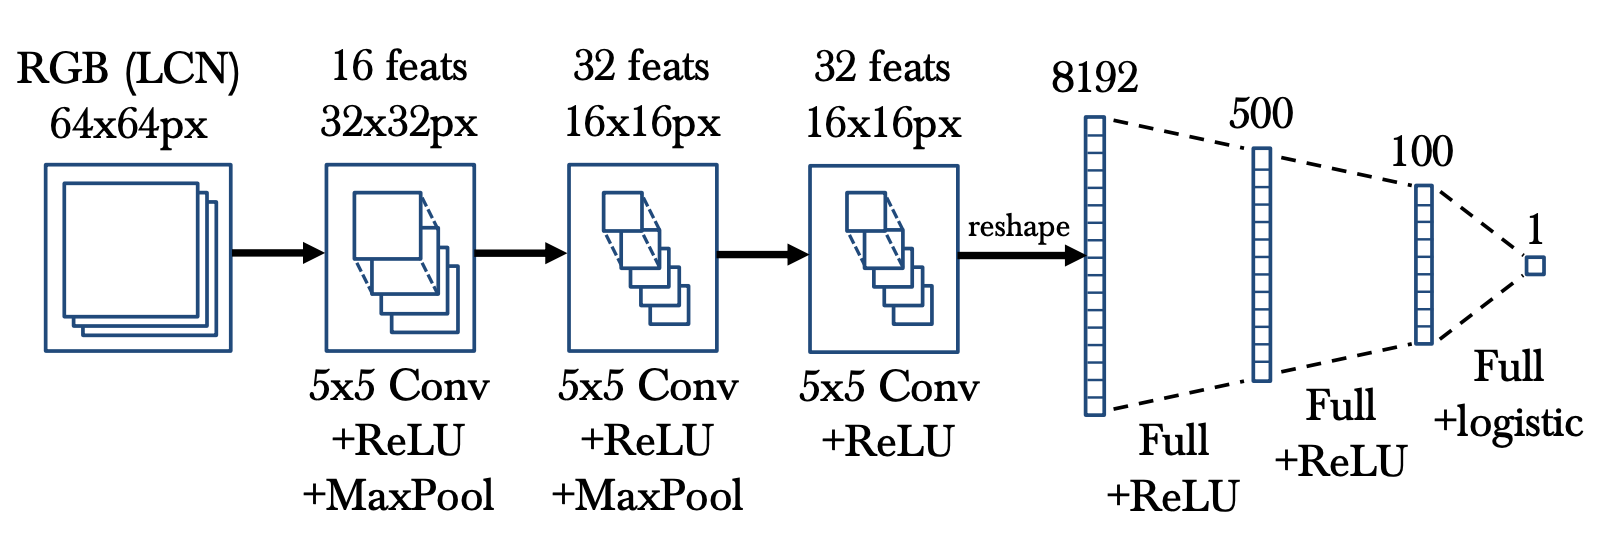 RGB (LCN)
64x64px
16 feats
32x32px
5x5 Conv
+ReLU
+MaxPool
32 feats
16x16px
5x5 Conv
+ReLU
+MaxPool
32 feats
16x16px
5x5 Conv
+ReLU
reshape
8192
Full
+ReLU
500
Full
+ReLU
100
Full
+logistic
1